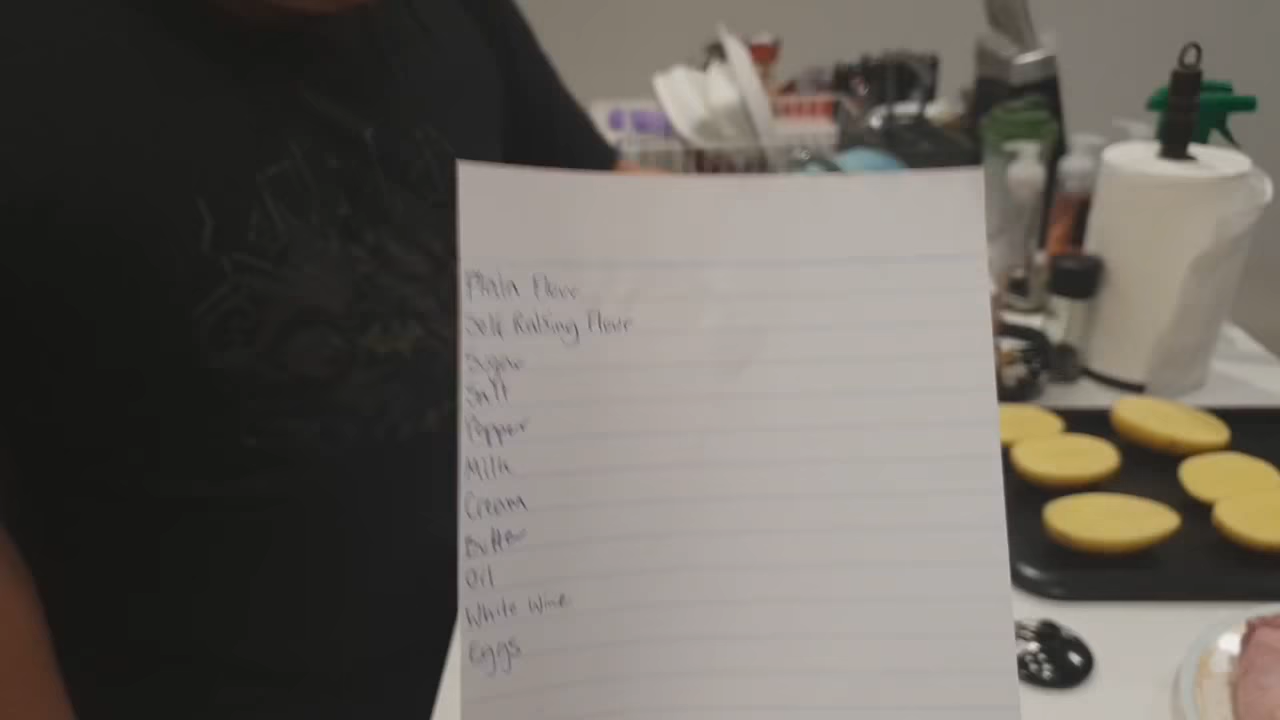 Plain Flour
Self Raising Flour
Sugar
Salt
Pepper
Milk
Cream
Butter
Oil
White Wine
Eggs